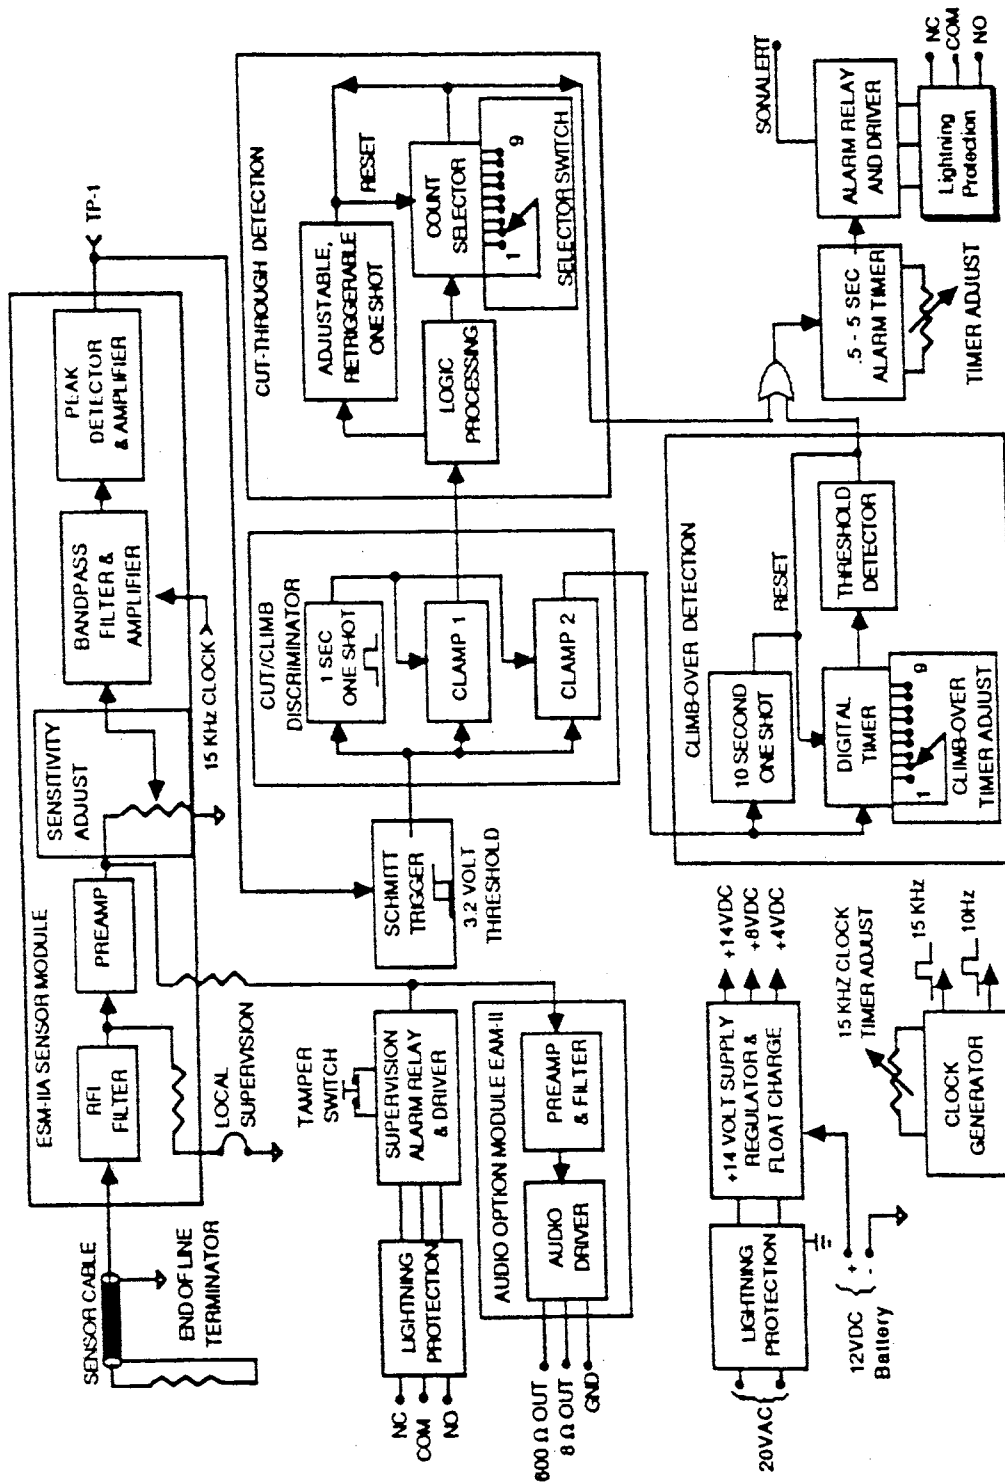 ESM-IIA SENSOR MODULE
SENSOR CABLE
END OF LINE
TERMINATOR
RFI
FILTER
LOCAL
SUPERVISION
PREAMP
SENSITIVITY
ADJUST
BANDPASS
FILTER &
AMPLIFIER
15 KHz CLOCK
PEAK
DETECTOR
& AMPLIFIER
TP-1
TAMPER
SWITCH
NC
COM
NO
LIGHTNING
PROTECTION
SUPERVISION
ALARM RELAY
& DRIVER
SCHMITT
TRIGGER
3.2 VOLT
THRESHOLD
CUT/CLIMB
DISCRIMINATOR
1 SEC
ONE SHOT
CLAMP 1
CLAMP 2
CUT-THROUGH DETECTION
ADJUSTABLE,
RETRIGGERABLE
ONE SHOT
RESET
LOGIC
PROCESSING
COUNT
SELECTOR
1
9
SELECTOR SWITCH
AUDIO OPTION MODULE EAM-II
600 Ω OUT
8 Ω OUT
GND
AUDIO
DRIVER
PREAMP
& FILTER
CLIMB-OVER DETECTION
10 SECOND
ONE SHOT
RESET
DIGITAL
TIMER
THRESHOLD
DETECTOR
1
9
CLIMB-OVER
TIMER ADJUST
SONALERT
.5 - 5 SEC
ALARM TIMER
TIMER ADJUST
ALARM RELAY
AND DRIVER
Lightning
Protection
NC
COM
NO
20VAC
LIGHTNING
PROTECTION
+14 VOLT SUPPLY
REGULATOR &
FLOAT CHARGE
+14VDC
+8VDC
+4VDC
12VDC
Battery
+
-
15 KHZ CLOCK
TIMER ADJUST
CLOCK
GENERATOR
15 KHz
10Hz